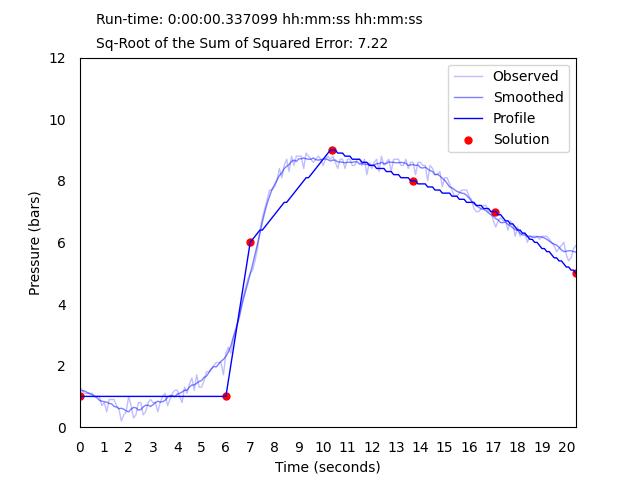 Run-time: 0:00:00.337099 hh:mm:ss hh:mm:ss
Sq-Root of the Sum of Squared Error: 7.22
12
10
8
6
4
2
0
Pressure (bars)
Observed
Smoothed
Profile
Solution
0 1 2 3 4 5 6 7 8 9 10 11 12 13 14 15 16 17 18 19 20
Time (seconds)